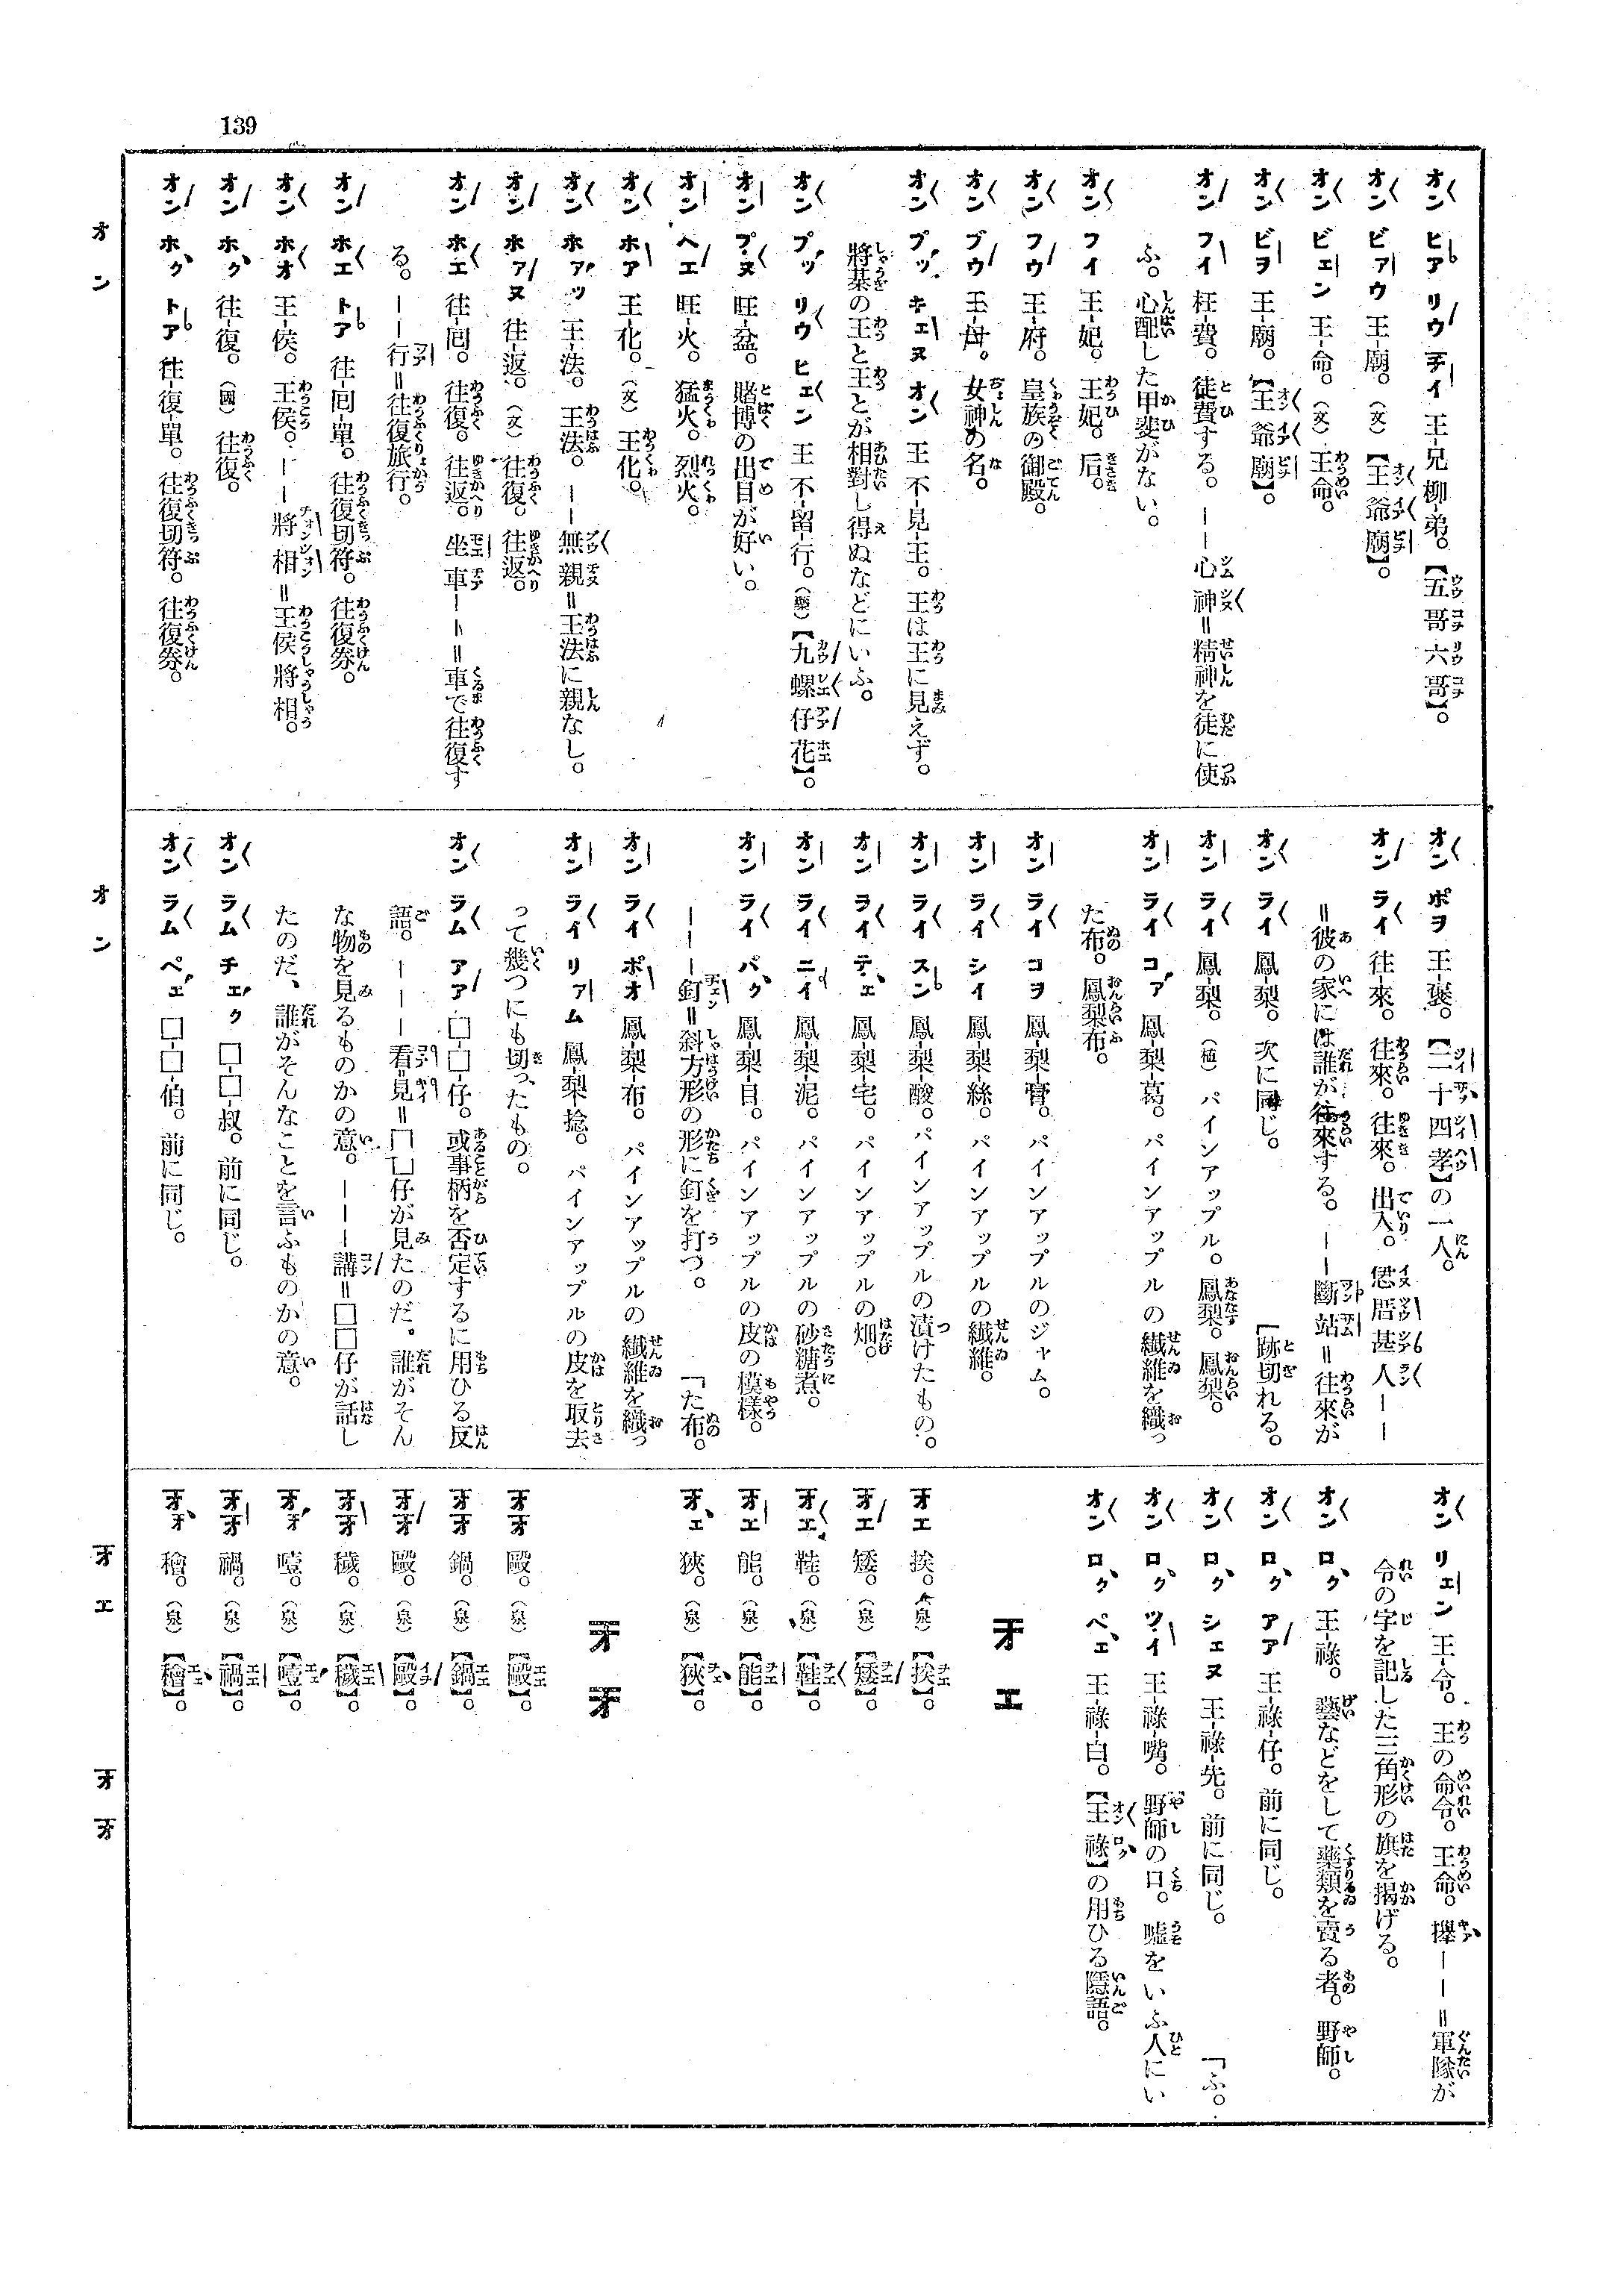 139
オン ヒア リウ チイ 王-兄柳-弟。【五哥六哥】。
オン ビアウ 王-廟。(文)【王爺廟】。
オン ビェン 王-命。(文) 王命。
オン ビヲ 王-廟。【王爺廟】。
オン フイ 枉-費。徒費する。——心神＝精神を徒に使
ふ。心配した甲斐がない。
オン フイ 王-妃。王妃。后。
オン フウ 王-府。皇族の御殿。
オン ブウ 王-母。女神の名。
オン プッ キェヌ オン 王不-見-王。王は王に見えず。
將棊の王と王とが相對し得ぬなどにいふ。
オン プッ リウ ヒェン 王不-留-行。(藥)【九螺仔花】。
オン プヌ 旺-盆。賭博の出目が好い。
オン ヘエ 旺-火。猛火。烈火。
オン ホア 王-化。(文) 王化。
オン ホアッ 王-法。王法。——無親＝王法に親なし。
オン ホアヌ 往-返。(文) 往復。往返。
オン ホエ 往-囘。往復。往返。坐車——＝車で往復す
る。——行＝往復旅行。
オン ホエ トア 往-囘-單。往復切符。往復券。
オン ホオ 王-侯。王侯。——將相＝王侯將相。
オン ホク 往-復。(國) 往復。
オン ホク トア 往-復-單。往復切符。往復券。
オン ポヲ 王-褒。【二十四孝】の一人。
オン ライ 往-來。往來。往來。出入。恁厝甚人——
＝彼の家には誰が往來する。——斷站＝往來が
「跡切れる。
オン ライ 鳳-梨。次に同じ。
オン ライ 鳳-梨。(植) パインアップル。鳳梨。鳳梨。
オン ライ コア 鳳-梨-葛。パインアップルの纖維を織っ
た布。鳳梨布。
オン ライ コヲ 鳳-梨-膏。パインアップルのジャム。
オン ライ シイ 鳳-梨-絲。パインアップルの纖維。
オン ライ スン 鳳-梨-酸。パインアップルの漬けたもの。
オン ライ テェ 鳳-梨-宅。パインアップルの畑。
オン ライ ニイ 鳳-梨-泥。パインアップルの砂糖煮。
オン ライ バク 鳳-梨-目。パインアップルの皮の模樣。
———釘＝斜方形の形に釘を打つ。
「た布。
オン ライ ポオ 鳳-梨-布。パインアップルの纖維を織っ
オン ライ リアム 鳳-梨-捻。パインアップルの皮を取去
って幾つにも切ったもの。
オン ラム アア □-□-仔。或事柄を否定するに用ひる反
語。———看見＝□□仔が見たのだ。誰がそん
な物を見るものかの意。———講＝□□仔が話し
たのだ、誰がそんなことを言ふものかの意。
オン ラム チェク □-□-叔。前に同じ。
オン ラム ペェ □-□-伯。前に同じ。
オン リェン 王-令。王の命令。王命。攑——＝軍隊が
令の字を記した三角形の旗を揭げる。
オン ロク 王-祿。藝などをして藥類を賣る者。野師。
オン ロク アア 王-祿-仔。前に同じ。
オン ロク シェヌ 王-祿-先。前に同じ。
「ふ。
オン ロク ツイ 王-祿-嘴。野師の口。噓をいふ人にい
オン ロク ペェ 王-祿-白。【王祿】の用ひる隱語。
オエ
オエ 挨。(泉)【挨】。
オエ 矮。(泉)【矮】。
オエ 鞋。(泉)【鞋】。
オエ 能。(泉)【能】。
オェ 狹。(泉)【狹】。
オオ
オオ 毆。(泉)【毆】。
オオ 鍋。(泉)【鍋】。
オオ 毆。(泉)【毆】。
オオ 穢。(泉)【穢】。
オォ 噎。(泉)【噎】。
オオ 禍。(泉)【禍】。
オォ 檜。(泉)【檜】。
オン
オン
オエ
オオ